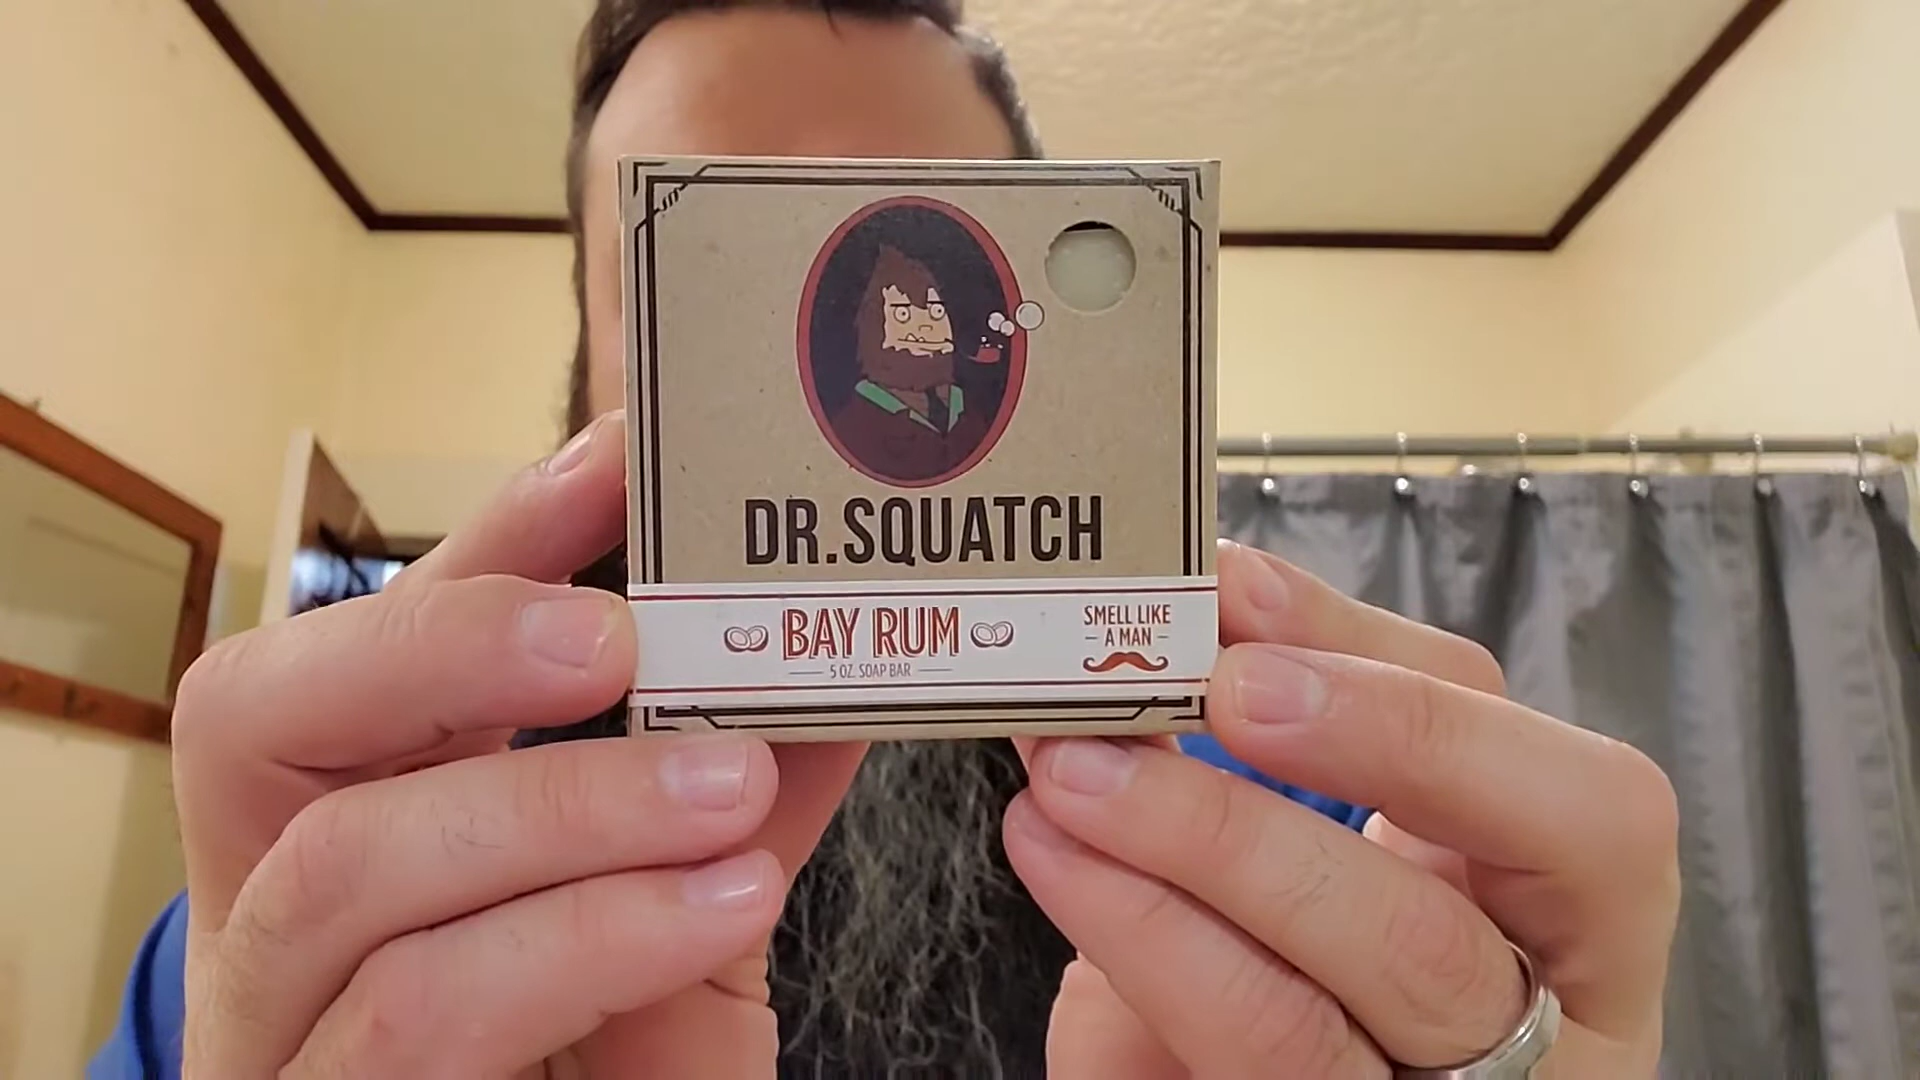 DR.SQUATCH
BAY RUM
5 OZ. SOAP BAR
SMELL LIKE
– A MAN –